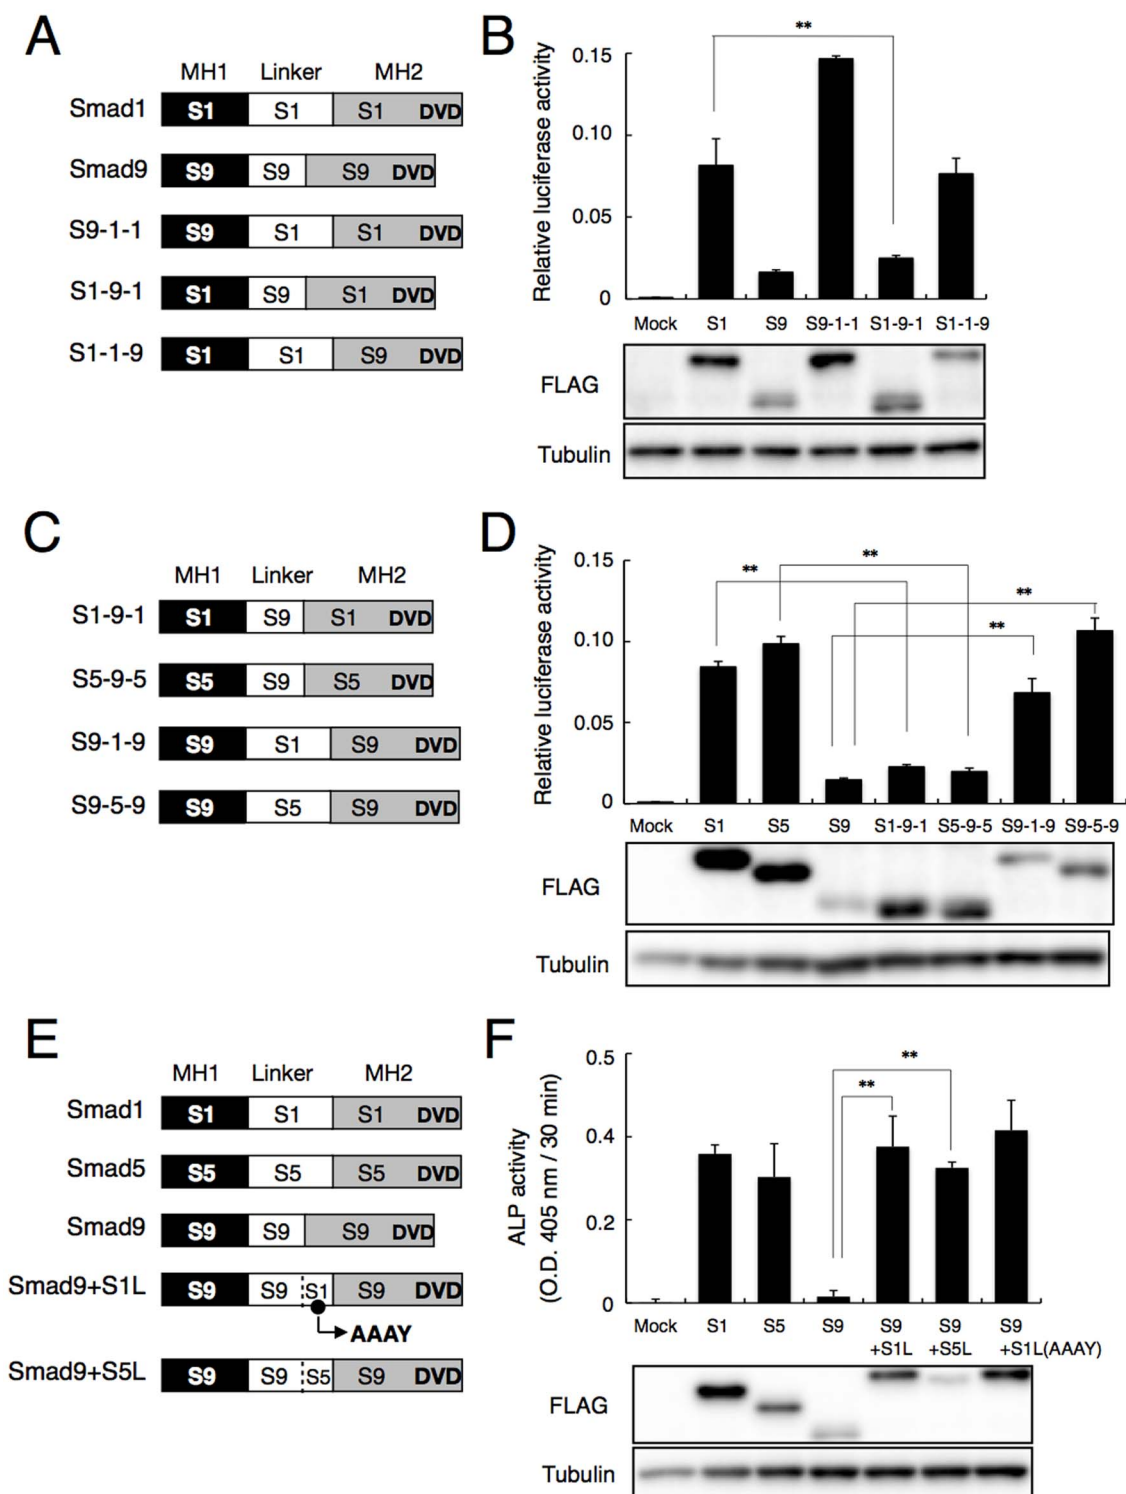 A
MH1 Linker MH2
Smad1 S1 S1 S1 DVD
Smad9 S9 S9 S9 DVD
S9-1-1 S9 S1 S1 DVD
S1-9-1 S1 S9 S1 DVD
S1-1-9 S1 S1 S9 DVD
B
**
Relative luciferase activity
0.15
0.10
0.05
0
Mock S1 S9 S9-1-1 S1-9-1 S1-1-9
FLAG
Tubulin
C
MH1 Linker MH2
S1-9-1 S1 S9 S1 DVD
S5-9-5 S5 S9 S5 DVD
S9-1-9 S9 S1 S9 DVD
S9-5-9 S9 S5 S9 DVD
D
Relative luciferase activity
0.15
0.10
0.05
0
**
**
**
**
Mock S1 S5 S9 S1-9-1 S5-9-5 S9-1-9 S9-5-9
FLAG
Tubulin
E
MH1 Linker MH2
Smad1 S1 S1 S1 DVD
Smad5 S5 S5 S5 DVD
Smad9 S9 S9 S9 DVD
Smad9+S1L S9 S9 S1 S9 DVD
AAAY
Smad9+S5L S9 S9 S5 S9 DVD
F
ALP activity
(O.D. 405 nm / 30 min)
0.5
0.4
0.2
0
**
**
Mock S1 S5 S9 S9 S9 S9
+S1L +S5L +S1L(AAAY)
FLAG
Tubulin